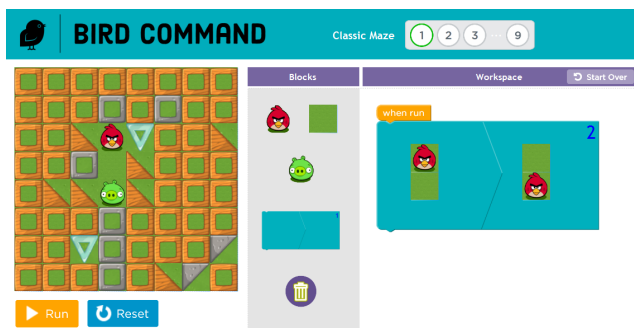 BIRD COMMAND
Classic Maze 1 2 3 ··· 9
Blocks
Workspace
Start Over
when run
2
Run
Reset